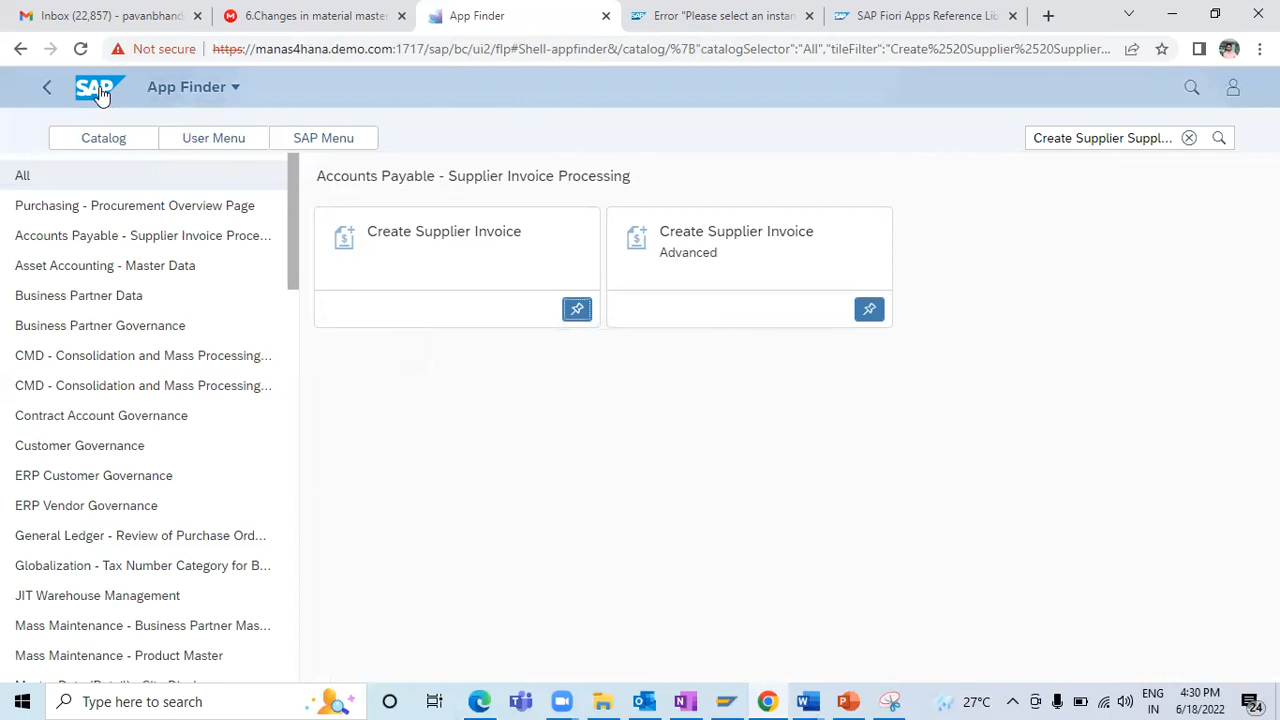 Inbox (22,857) - pavanbhand
6.Changes in material master
App Finder
Error "Please select an instan
SAP Fiori Apps Reference Lib
Not secure
https://manas4hana.demo.com:1717/sap/bc/ui2/flp#Shell-appfinder&/catalog/%7B"catalogSelector":"All","tileFilter":"Create%2520Supplier%2520Supplier...
SAP
App Finder
Catalog
User Menu
SAP Menu
Create Supplier Suppl...
All
Purchasing - Procurement Overview Page
Accounts Payable - Supplier Invoice Proce...
Asset Accounting - Master Data
Business Partner Data
Business Partner Governance
CMD - Consolidation and Mass Processing...
CMD - Consolidation and Mass Processing...
Contract Account Governance
Customer Governance
ERP Customer Governance
ERP Vendor Governance
General Ledger - Review of Purchase Ord...
Globalization - Tax Number Category for B...
JIT Warehouse Management
Mass Maintenance - Business Partner Mas...
Mass Maintenance - Product Master
Accounts Payable - Supplier Invoice Processing
Create Supplier Invoice
Create Supplier Invoice
Advanced
Type here to search
27°C
ENG
IN
4:30 PM
6/18/2022
24